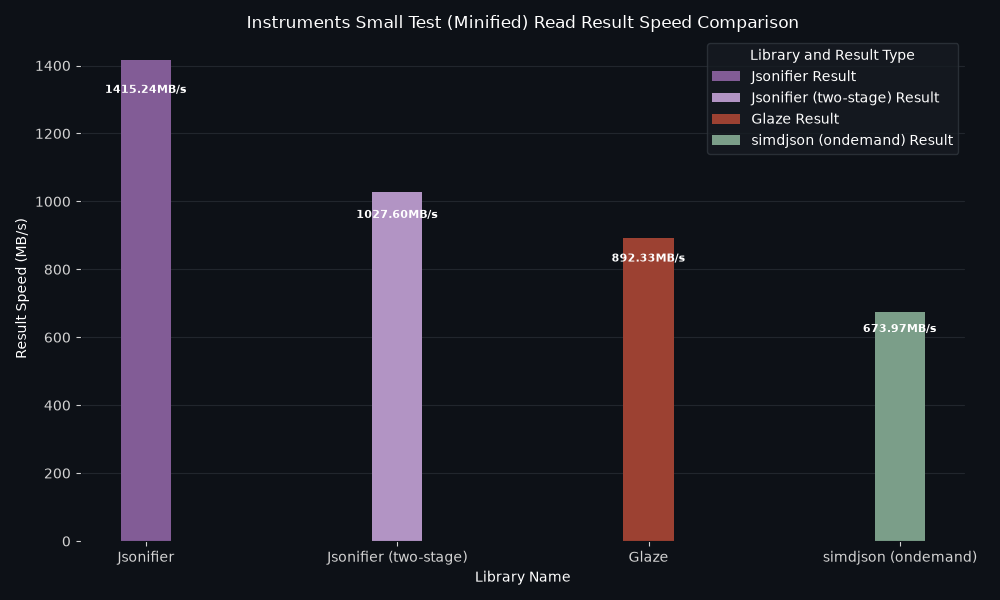 Instruments Small Test (Minified) Read Result Speed Comparison
Library and Result Type
Jsonifier Result
Jsonifier (two-stage) Result
Glaze Result
simdjson (ondemand) Result
Result Speed (MB/s)
1400
1200
1000
800
600
400
200
0
1415.24MB/s
1027.60MB/s
892.33MB/s
673.97MB/s
Jsonifier
Jsonifier (two-stage)
Glaze
simdjson (ondemand)
Library Name